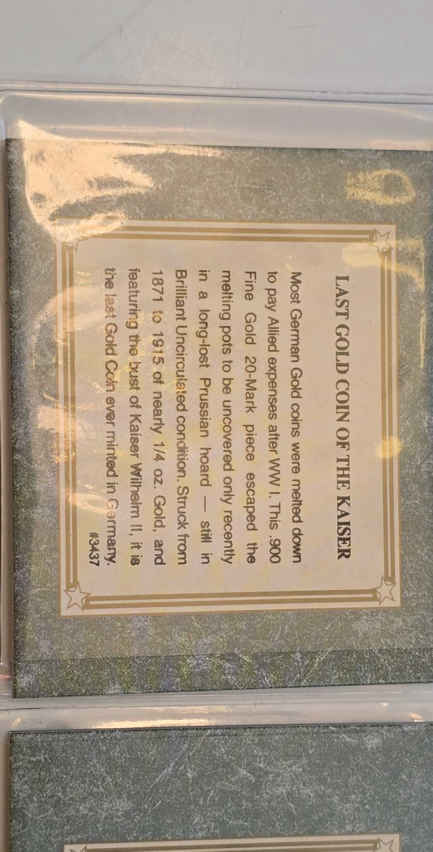 LAST GOLD COIN OF THE KAISER
Most German Gold coins were melted down
to pay Allied expenses after WW I. This .900
Fine Gold 20-Mark piece escaped the
melting pots to be uncovered only recently
in a long-lost Prussian hoard — still in
Brilliant Uncirculated condition. Struck from
1871 to 1915 of nearly 1/4 oz. Gold, and
featuring the bust of Kaiser Wilhelm II, it is
the last Gold Coin ever minted in Germany.
#3437